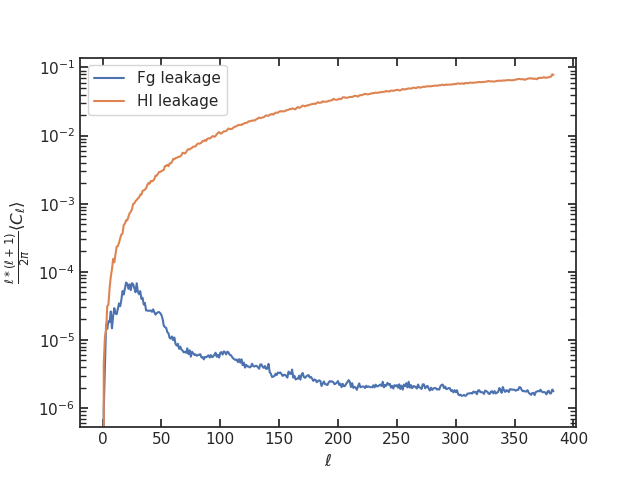 Fg leakage
HI leakage
10⁻¹
10⁻²
10⁻³
10⁻⁴
10⁻⁵
10⁻⁶
ℓ*(ℓ+1)/2π ⟨Cℓ⟩
0 50 100 150 200 250 300 350 400
ℓ